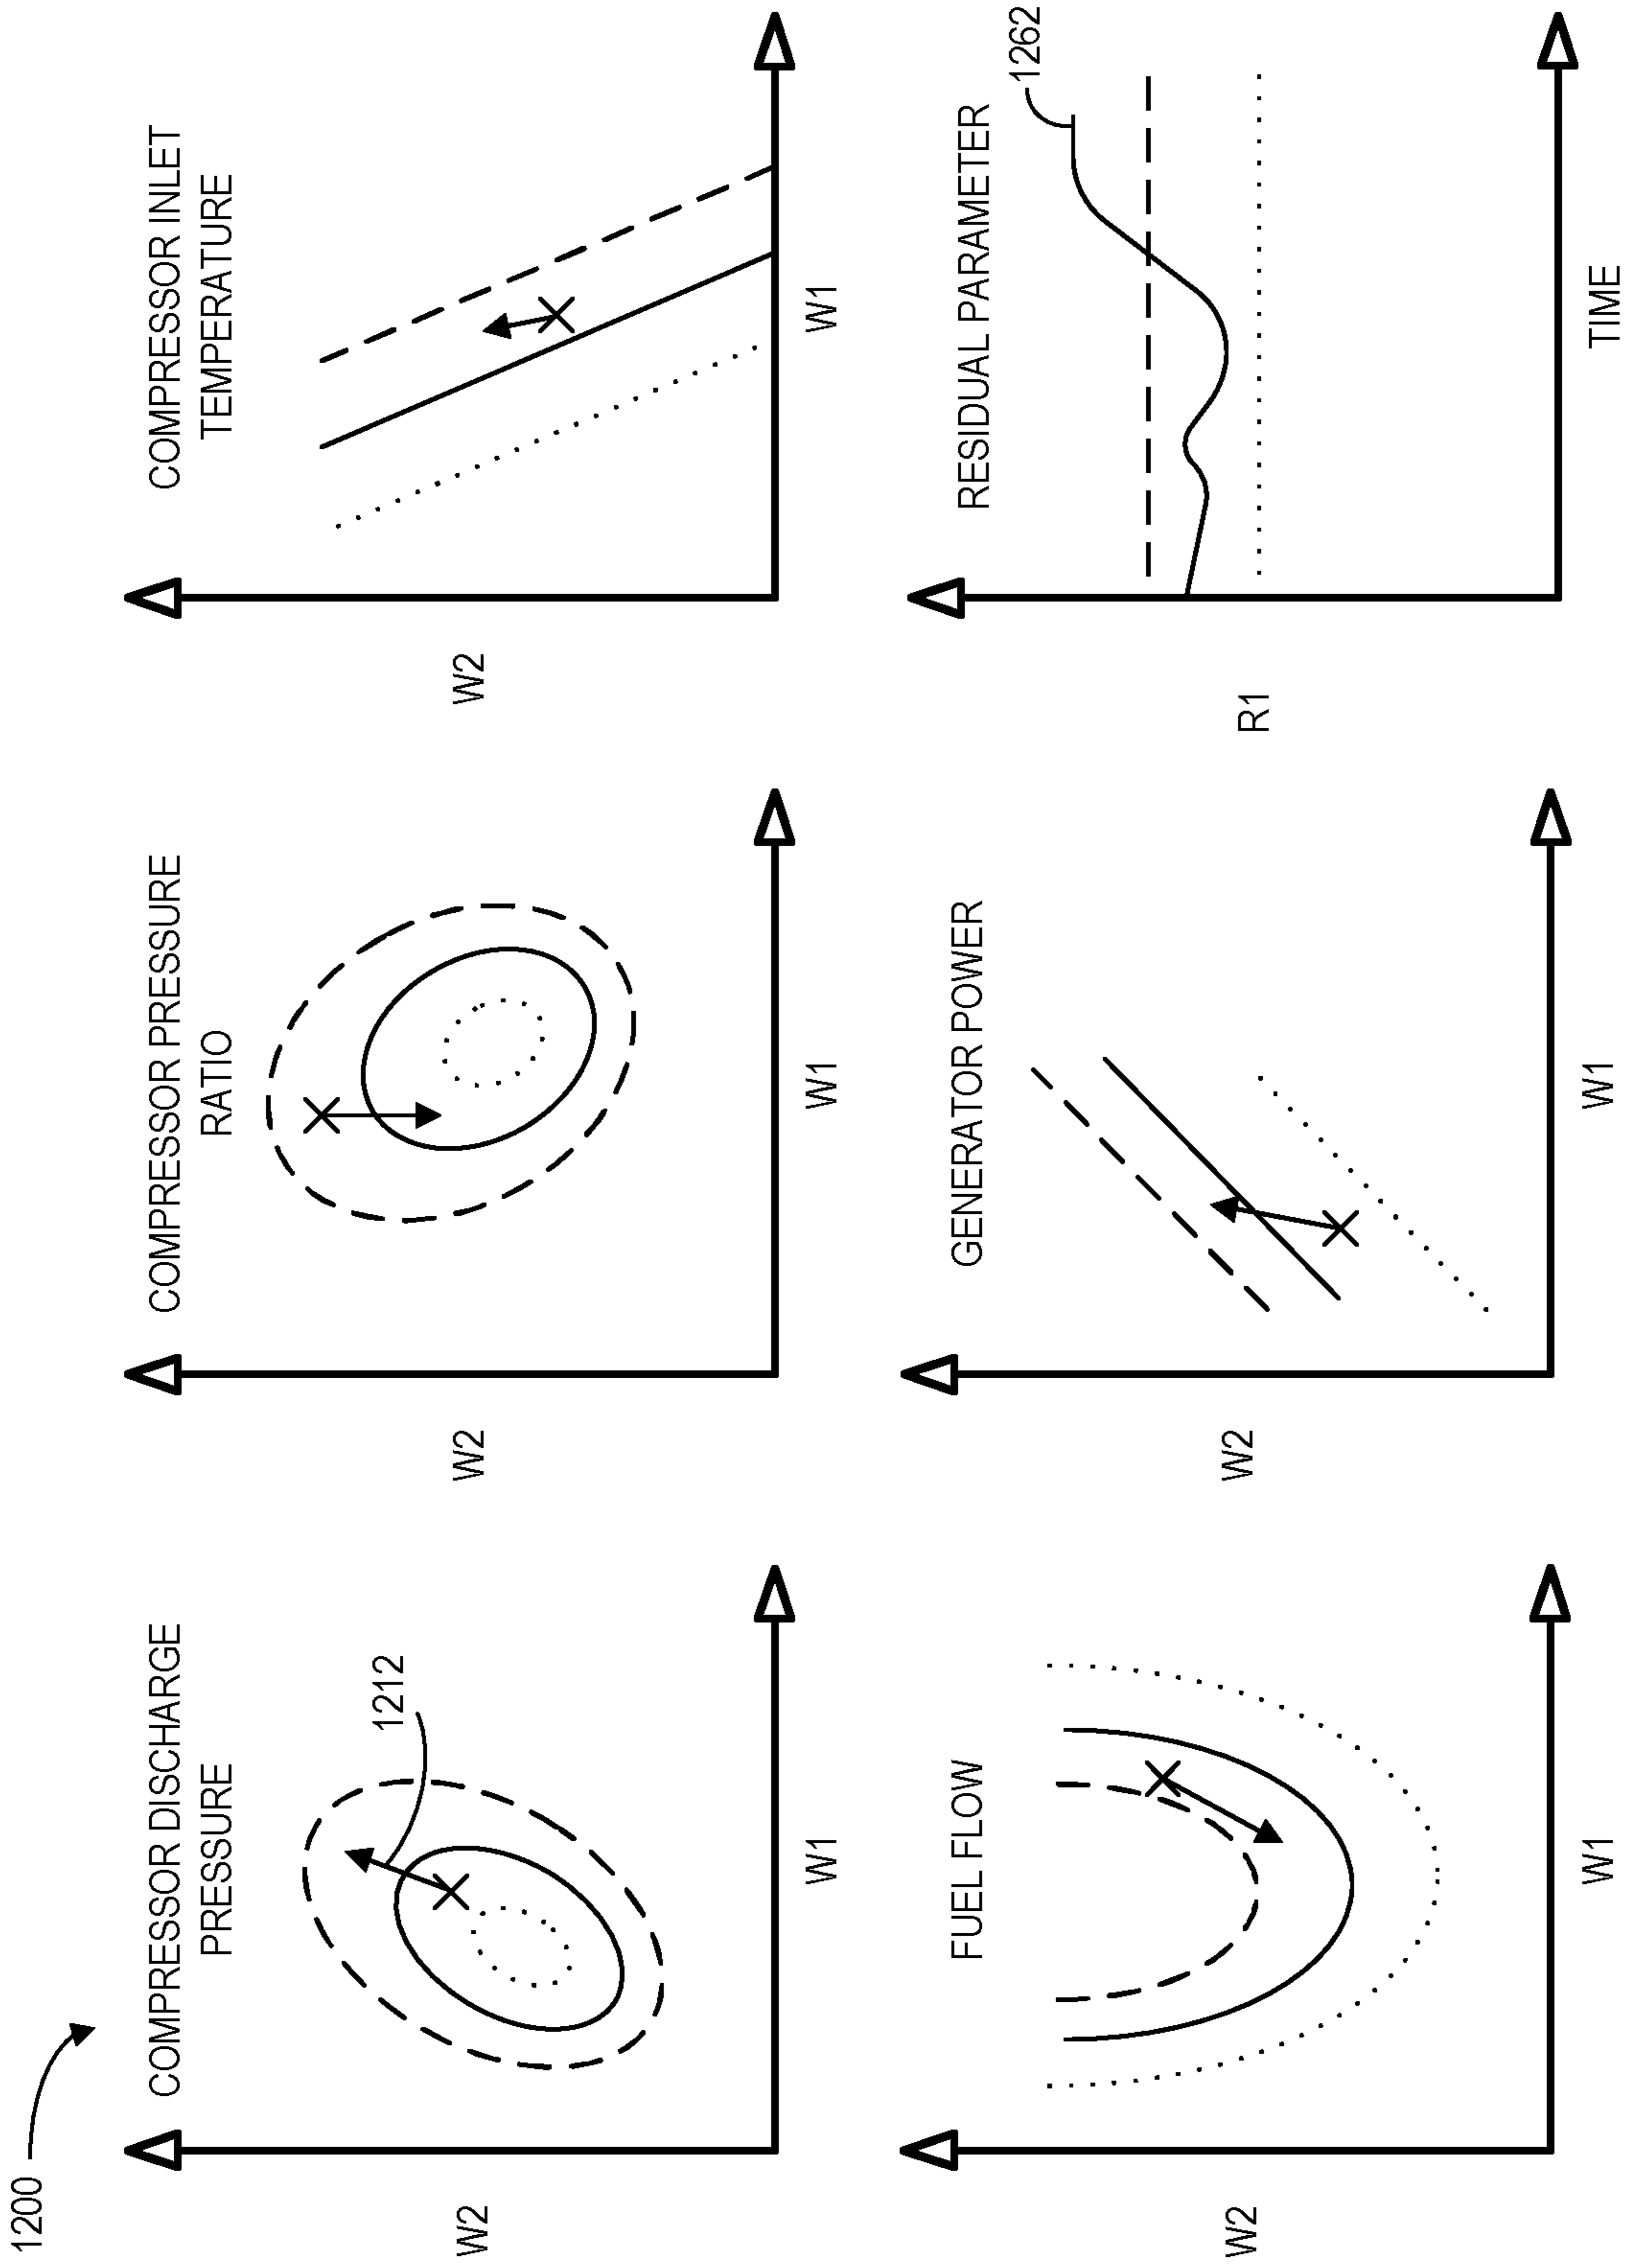 1200
COMPRESSOR DISCHARGE
PRESSURE
1212
W2
W1
COMPRESSOR PRESSURE
RATIO
W2
W1
COMPRESSOR INLET
TEMPERATURE
W2
W1
FUEL FLOW
W2
W1
GENERATOR POWER
W2
W1
RESIDUAL PARAMETER
1262
R1
TIME